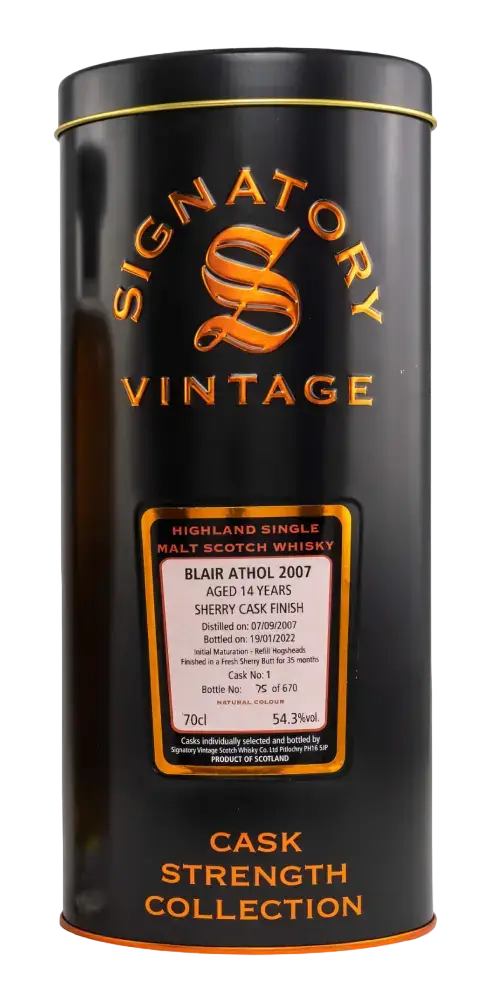 SIGNATORY
S
VINTAGE
HIGHLAND SINGLE
MALT SCOTCH WHISKY
BLAIR ATHOL 2007
AGED 14 YEARS
SHERRY CASK FINISH
Distilled on: 07/09/2007
Bottled on: 19/01/2022
Initial Maturation - Refill Hogsheads
Finished in a Fresh Sherry Butt for 35 months
Cask No: 1
Bottle No: 75 of 670
NATURAL COLOUR
70cl 54.3%vol.
Casks individually selected and bottled by
Signatory Vintage Scotch Whisky Co. Ltd Pitlochry PH16 5JP
PRODUCT OF SCOTLAND
CASK
STRENGTH
COLLECTION